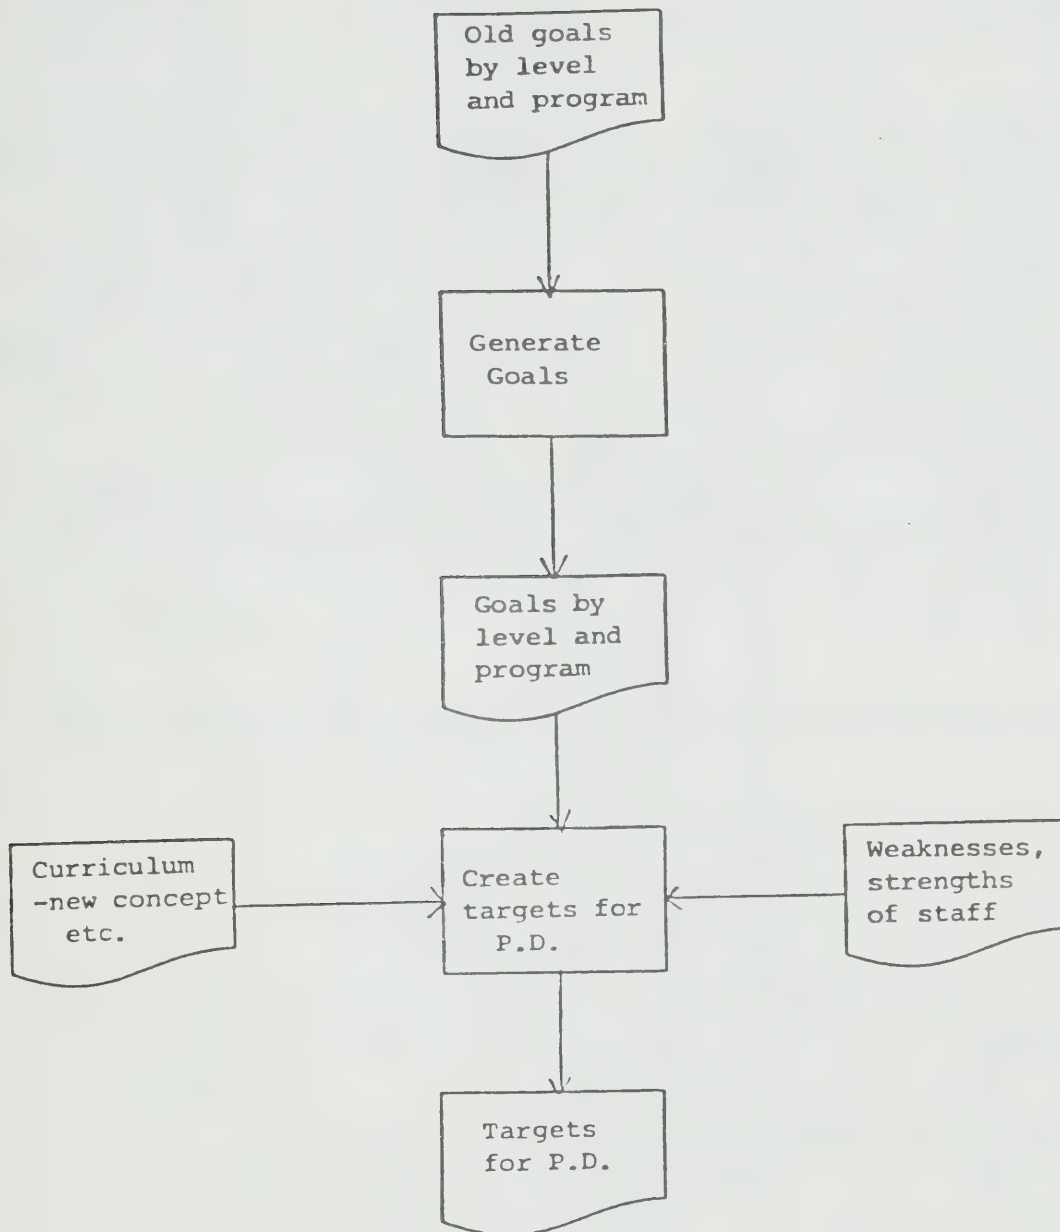 Old goals
by level
and program
Generate
Goals
Goals by
level and
program
Curriculum
-new concept
etc.
Create
targets for
P.D.
Weaknesses,
strengths
of staff
Targets
for P.D.